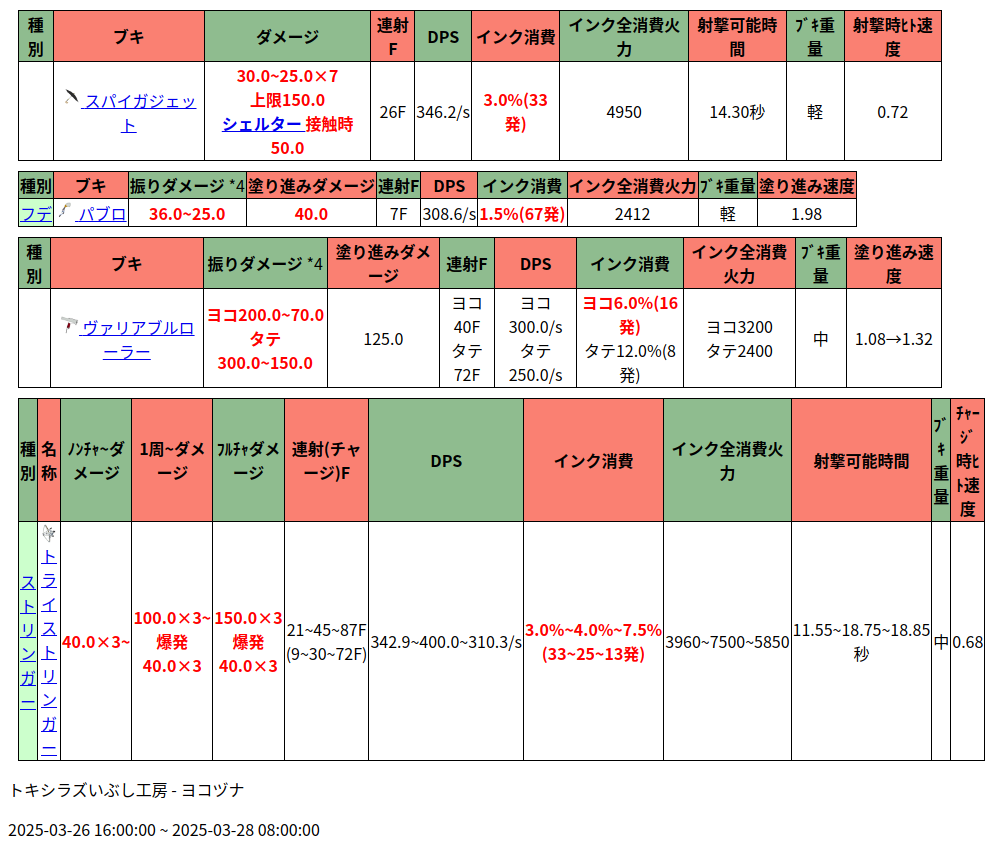 種別 ブキ ダメージ 連射F DPS インク消費 インク全消費火力 射撃可能時間 ﾌﾞｷ重量 射撃時ﾋﾄ速度
スパイガジェット 30.0~25.0×7 上限150.0 シェルター 接触時 50.0 26F 346.2/s 3.0%(33発) 4950 14.30秒 軽 0.72
種別 ブキ 振りダメージ *4 塗り進みダメージ 連射F DPS インク消費 インク全消費火力 ﾌﾞｷ重量 塗り進み速度
フデ パブロ 36.0~25.0 40.0 7F 308.6/s 1.5%(67発) 2412 軽 1.98
種別 ブキ 振りダメージ *4 塗り進みダメージ 連射F DPS インク消費 インク全消費火力 ﾌﾞｷ重量 塗り進み速度
ヴァリアブルローラー ヨコ200.0~70.0 タテ 300.0~150.0 125.0 ヨコ 40F タテ 72F ヨコ 300.0/s タテ 250.0/s ヨコ6.0%(16発) タテ12.0%(8発) ヨコ3200 タテ2400 中 1.08→1.32
種別 名称 ﾉﾝﾁｬ~ダメージ 1周~ダメージ ﾌﾙﾁｬダメージ 連射(チャージ)F DPS インク消費 インク全消費火力 射撃可能時間 ﾌﾞｷ重量 ﾁｬｰｼﾞ時ﾋﾄ速度
ストリンガー トライストリンガー 40.0×3~ 100.0×3~ 爆発 40.0×3 150.0×3 爆発 40.0×3 21~45~87F (9~30~72F) 342.9~400.0~310.3/s 3.0%~4.0%~7.5% (33~25~13発) 3960~7500~5850 11.55~18.75~18.85秒 中 0.68
トキシラズいぶし工房 - ヨコヅナ
2025-03-26 16:00:00 ~ 2025-03-28 08:00:00